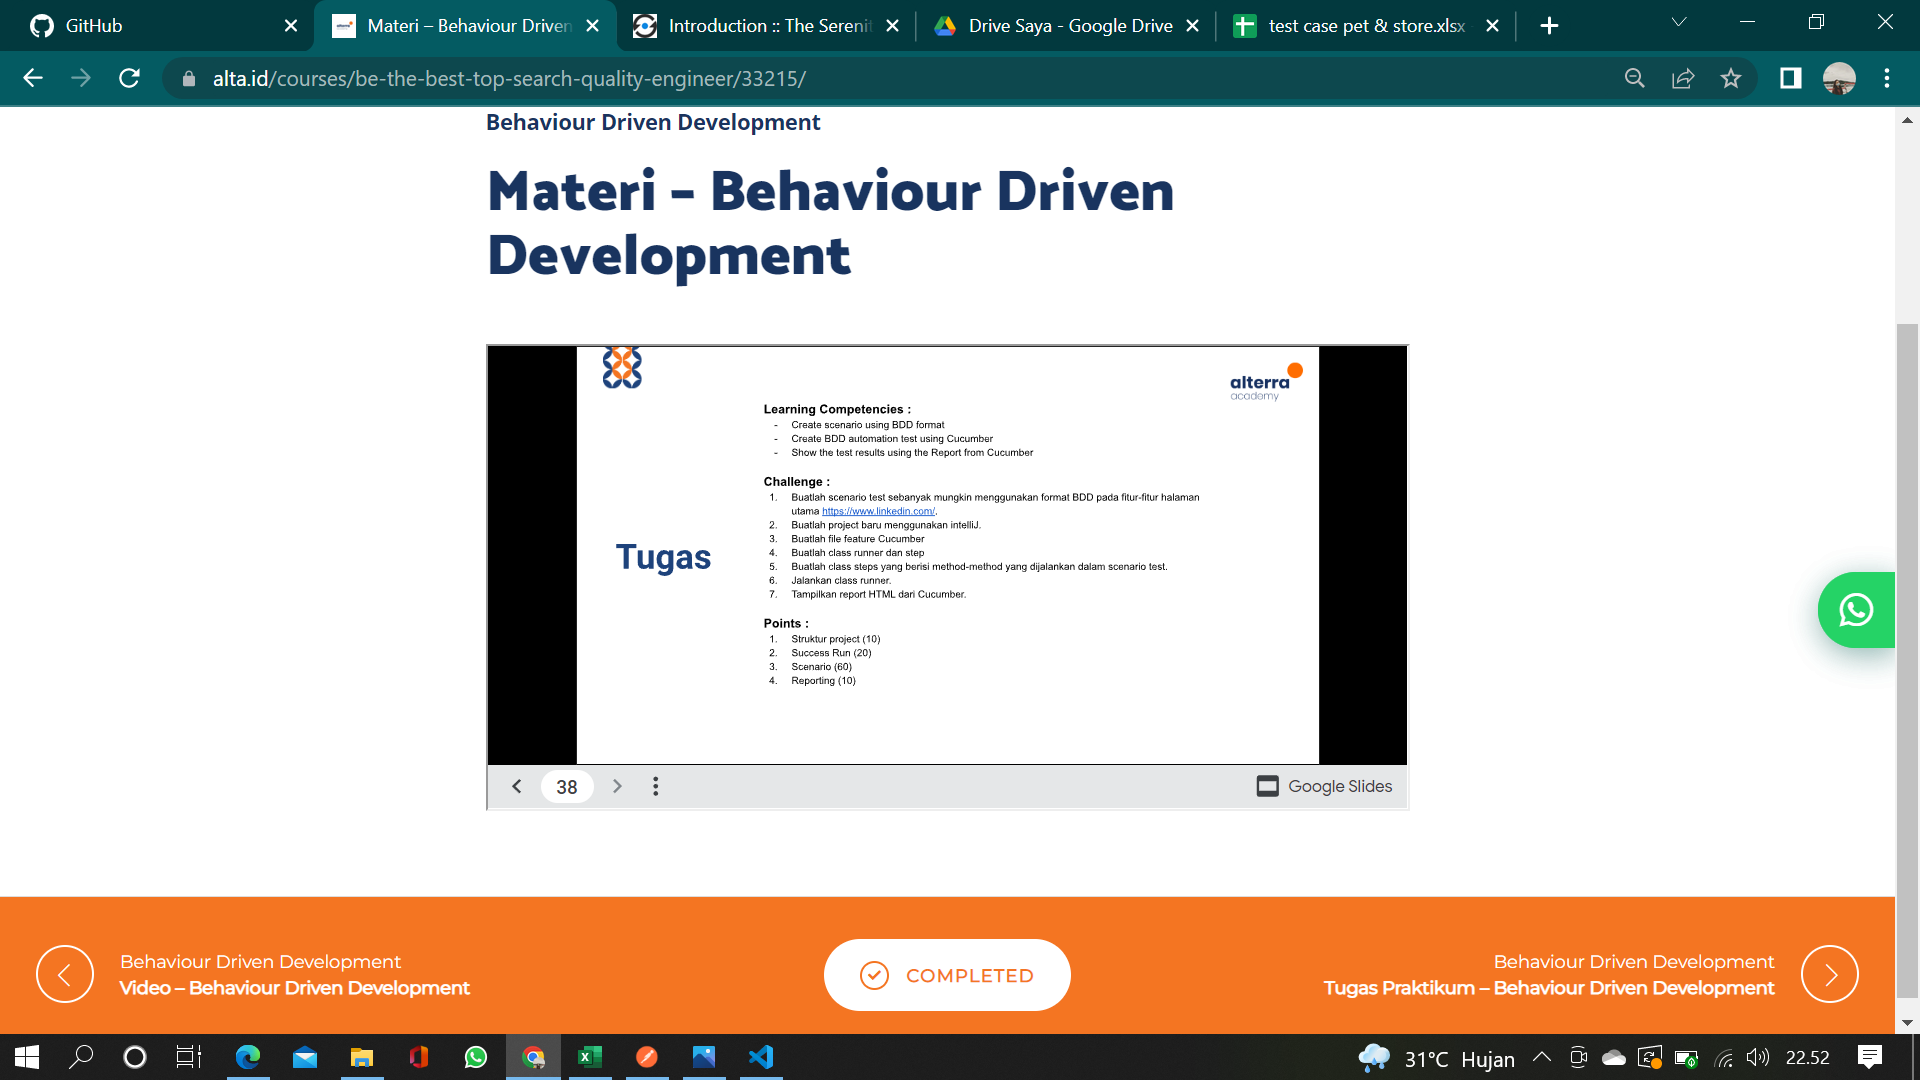 GitHub
Materi – Behaviour Driven
Introduction :: The Serenit
Drive Saya - Google Drive
test case pet & store.xlsx -
alta.id/courses/be-the-best-top-search-quality-engineer/33215/
Behaviour Driven Development
Materi – Behaviour Driven
Development
alterra
academy
Tugas
Learning Competencies :
- Create scenario using BDD format
- Create BDD automation test using Cucumber
- Show the test results using the Report from Cucumber
Challenge :
1. Buatlah scenario test sebanyak mungkin menggunakan format BDD pada fitur-fitur halaman
utama https://www.linkedin.com/.
2. Buatlah project baru menggunakan intelliJ.
3. Buatlah file feature Cucumber
4. Buatlah class runner dan step
5. Buatlah class steps yang berisi method-method yang dijalankan dalam scenario test.
6. Jalankan class runner.
7. Tampilkan report HTML dari Cucumber.
Points :
1. Struktur project (10)
2. Success Run (20)
3. Scenario (60)
4. Reporting (10)
38
Google Slides
Behaviour Driven Development
Video – Behaviour Driven Development
COMPLETED
Behaviour Driven Development
Tugas Praktikum – Behaviour Driven Development
31°C Hujan
22.52